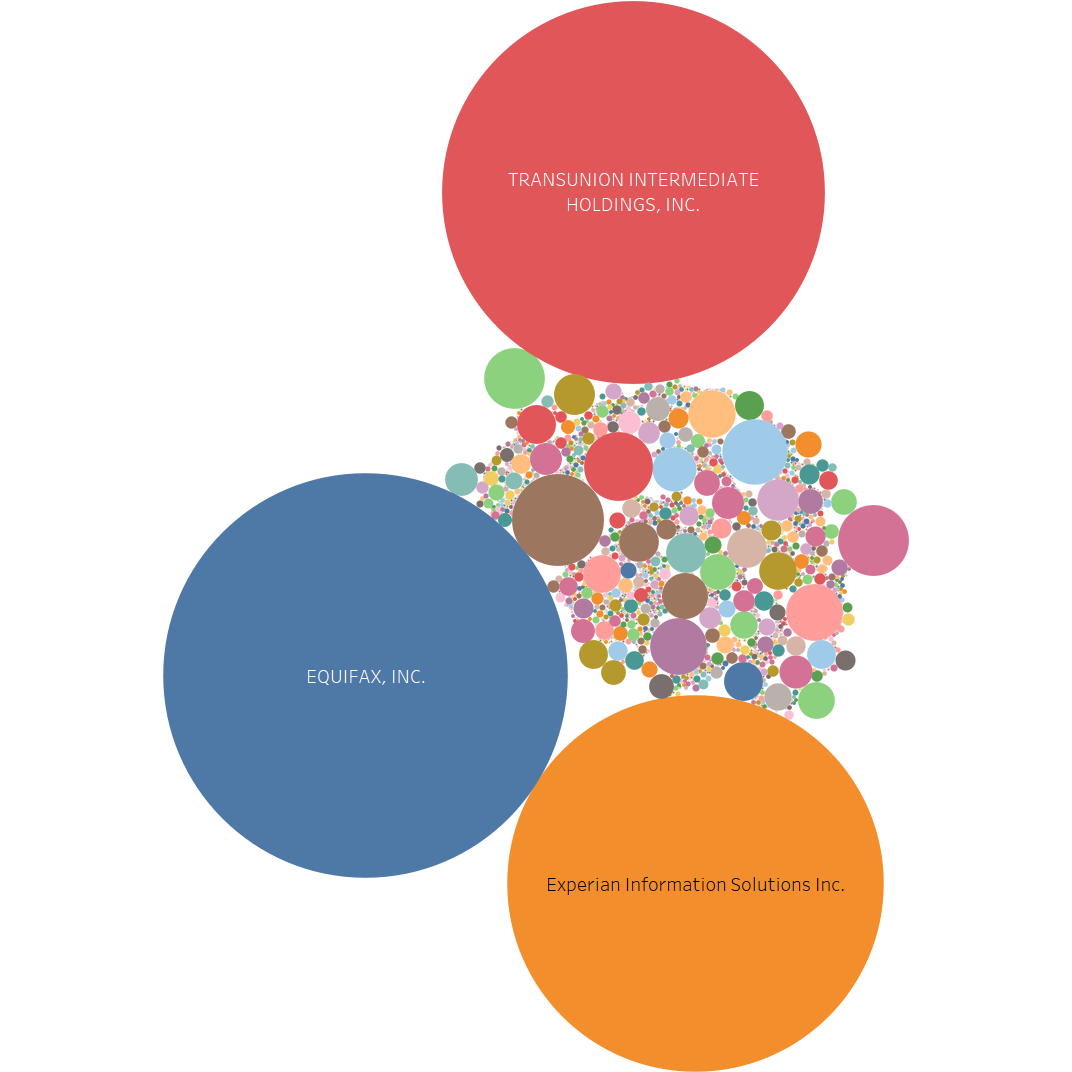 TRANSUNION INTERMEDIATE
HOLDINGS, INC.
EQUIFAX, INC.
Experian Information Solutions Inc.